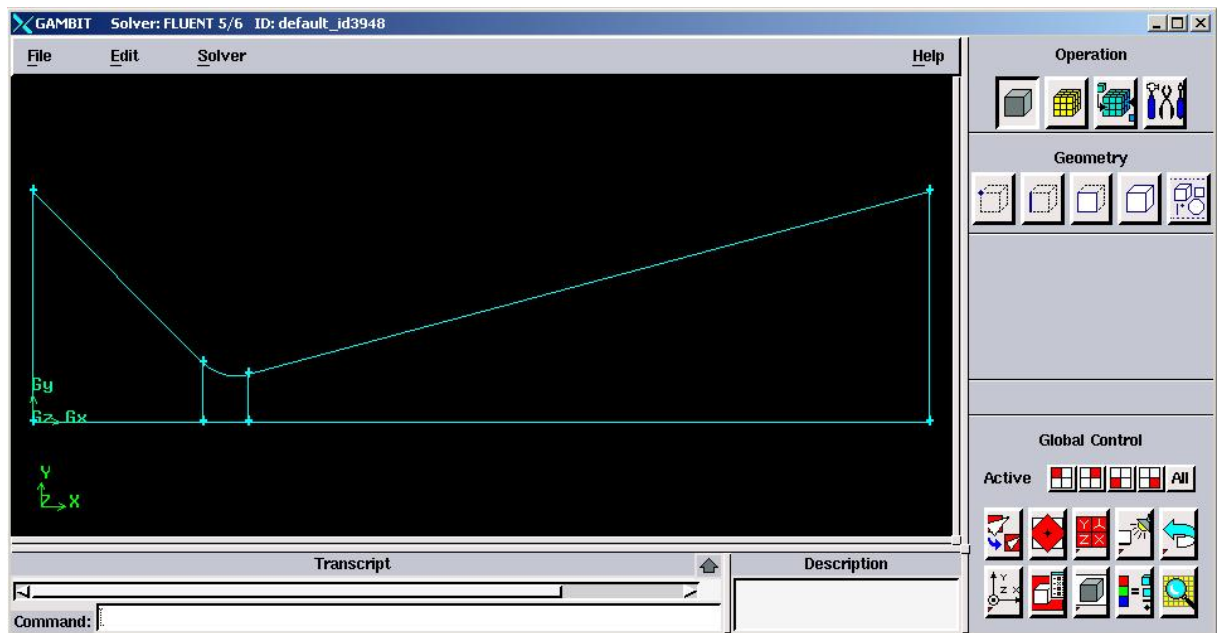 GAMBIT Solver: FLUENT 5/6 ID: default_id3948
File Edit Solver Help
Operation
Geometry
Gy
Gz Gx
Y
Z X
Global Control
Active All
Y
Z X
Y
Z X
Transcript Description
Command: